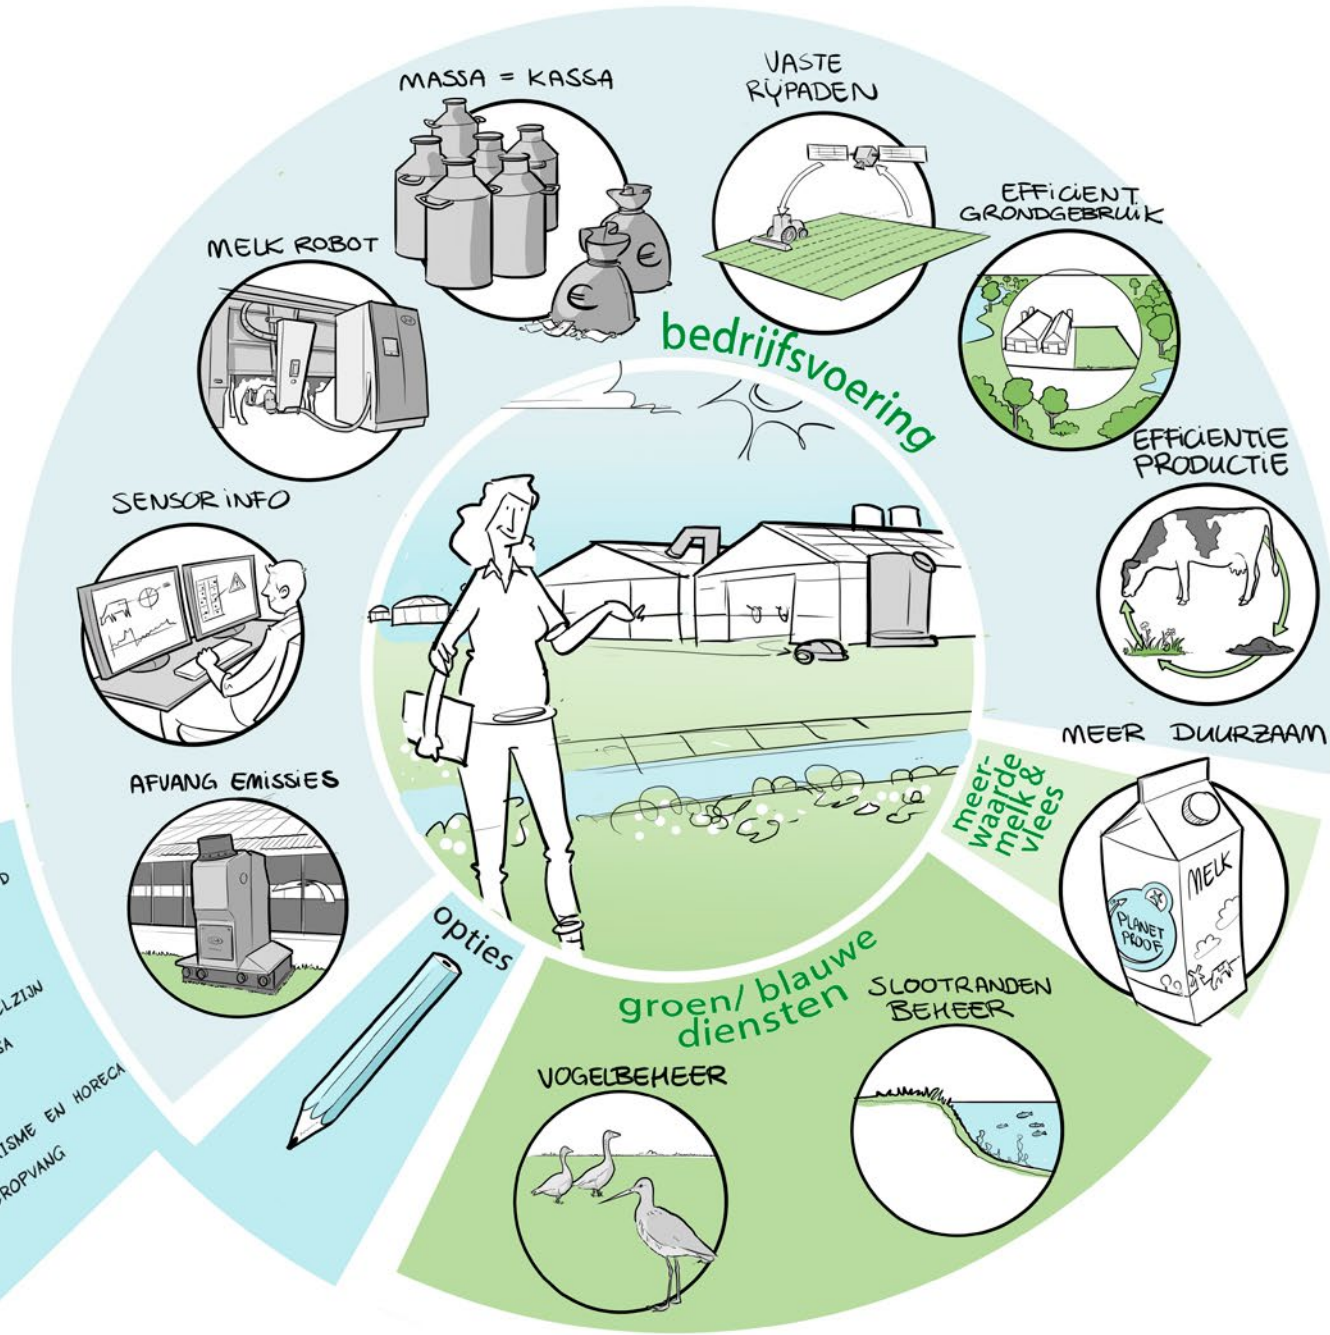 MASSA = KASSA
€
€
VASTE
RIJPADEN
EFFICIENT
GRONDGEBRUIK
MELK ROBOT
bedrijfsvoering
EFFICIENTIE
PRODUCTIE
SENSOR INFO
MEER DUURZAAM
meer-
waarde
melk &
vlees
MELK
PLANET
PROOF
AFVANG EMISSIES
opties
groen/ blauwe
diensten
SLOOTRANDEN
BEHEER
VOGELBEHEER
EN HORECA